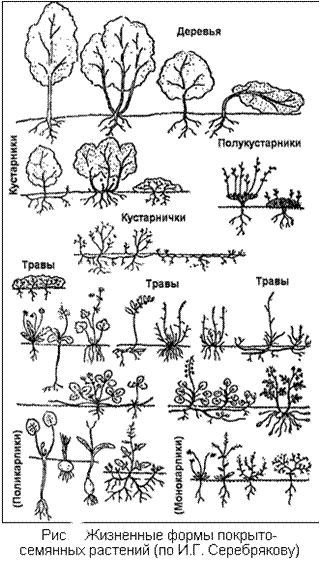 Деревья
Кустарники
Полукустарники
Кустарнички
Травы
Травы
Травы
(Поликарпики)
(Монокарпики)
Рис Жизненные формы покрыто-
семянных растений (по И.Г. Серебрякову)